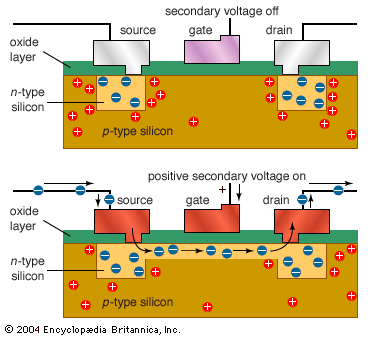 secondary voltage off
source
gate
drain
oxide
layer
n-type
silicon
p-type silicon
positive secondary voltage on
source
gate
drain
oxide
layer
n-type
silicon
p-type silicon
© 2004 Encyclopædia Britannica, Inc.